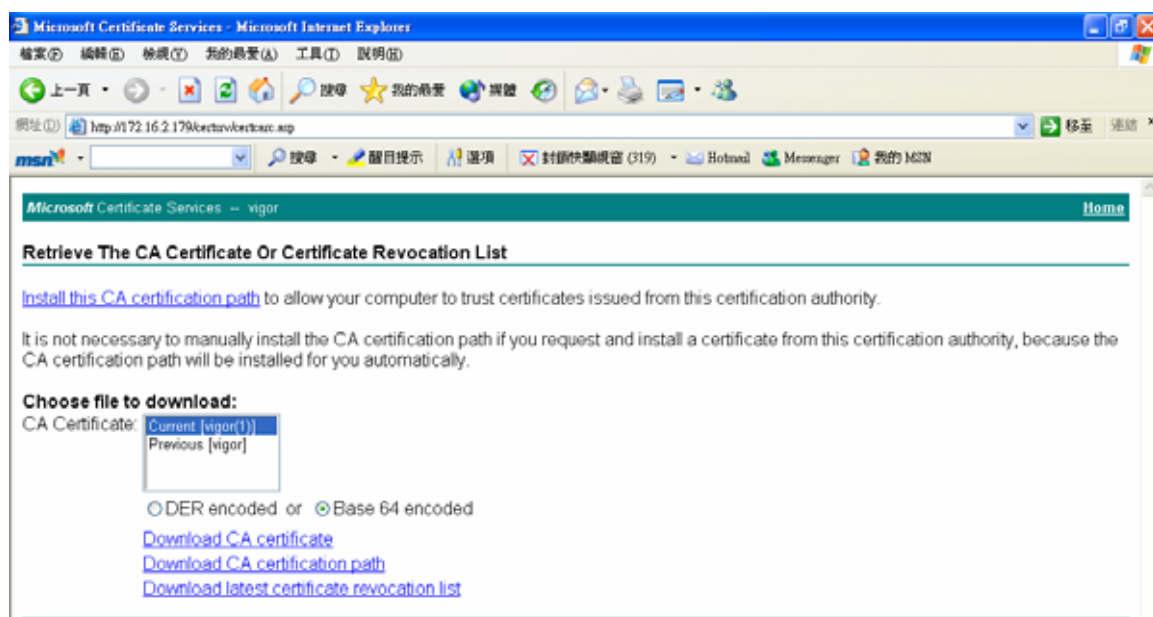 Microsoft Certificate Services - Microsoft Internet Explorer
檔案(F) 編輯(E) 檢視(V) 我的最愛(A) 工具(T) 說明(H)
上一頁 搜尋 我的最愛 媒體
網址(D) http://172.16.2.179/certsrv/certcarc.asp 移至 連結 »
msn 搜尋 醒目提示 選項 封鎖快顯視窗 (319) Hotmail Messenger 我的 MSN
Microsoft Certificate Services -- vigor Home
Retrieve The CA Certificate Or Certificate Revocation List
Install this CA certification path to allow your computer to trust certificates issued from this certification authority.
It is not necessary to manually install the CA certification path if you request and install a certificate from this certification authority, because the
CA certification path will be installed for you automatically.
Choose file to download:
CA Certificate: Current [vigor(1)]
Previous [vigor]
DER encoded or Base 64 encoded
Download CA certificate
Download CA certification path
Download latest certificate revocation list